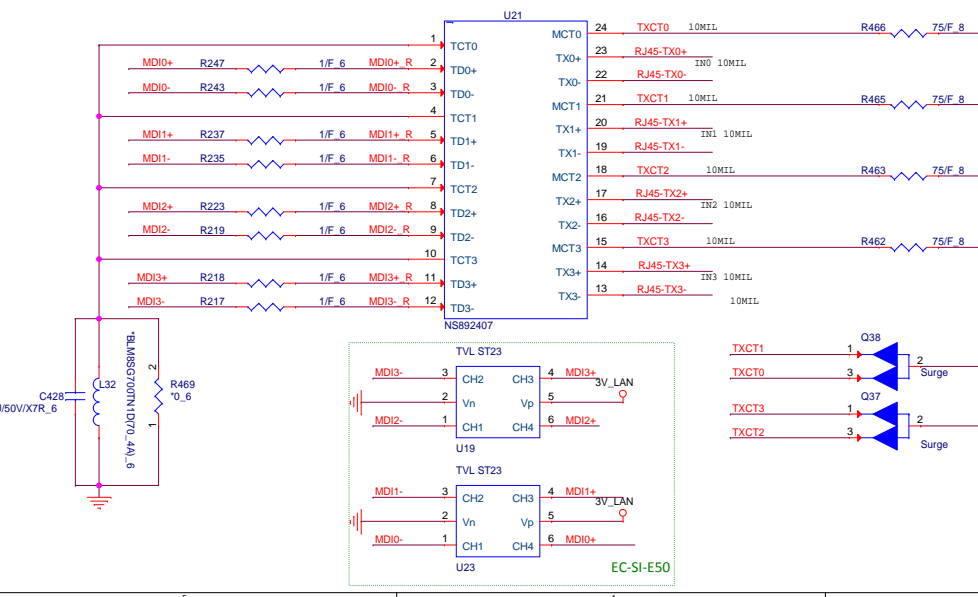 U21
1 TCT0 MCT0 24 TXCT0 10MIL R466 75/F_8
MDI0+ R247 1/F_6 MDI0+_R 2 TD0+ TX0+ 23 RJ45-TX0+
IN0 10MIL
MDI0- R243 1/F_6 MDI0-_R 3 TD0- TX0- 22 RJ45-TX0-
4 TCT1 MCT1 21 TXCT1 10MIL R465 75/F_8
MDI1+ R237 1/F_6 MDI1+_R 5 TD1+ TX1+ 20 RJ45-TX1+
IN1 10MIL
MDI1- R235 1/F_6 MDI1-_R 6 TD1- TX1- 19 RJ45-TX1-
7 TCT2 MCT2 18 TXCT2 10MIL R463 75/F_8
MDI2+ R223 1/F_6 MDI2+_R 8 TD2+ TX2+ 17 RJ45-TX2+
IN2 10MIL
MDI2- R219 1/F_6 MDI2-_R 9 TD2- TX2- 16 RJ45-TX2-
10 TCT3 MCT3 15 TXCT3 10MIL R462 75/F_8
MDI3+ R218 1/F_6 MDI3+_R 11 TD3+ TX3+ 14 RJ45-TX3+
IN3 10MIL
MDI3- R217 1/F_6 MDI3-_R 12 TD3- TX3- 13 RJ45-TX3-
10MIL
NS892407
C428
/50V/X7R_6
L32
2
R469
*0_6
1
TVL ST23
MDI3- 3 CH2 CH3 4 MDI3+
3V_LAN
2 Vn Vp 5
MDI2- 1 CH1 CH4 6 MDI2+
U19
TVL ST23
MDI1- 3 CH2 CH3 4 MDI1+
3V_LAN
2 Vn Vp 5
MDI0- 1 CH1 CH4 6 MDI0+
U23
EC-SI-E50
Q38
TXCT1 1
2
TXCT0 3 Surge
Q37
TXCT3 1
2
TXCT2 3
Surge